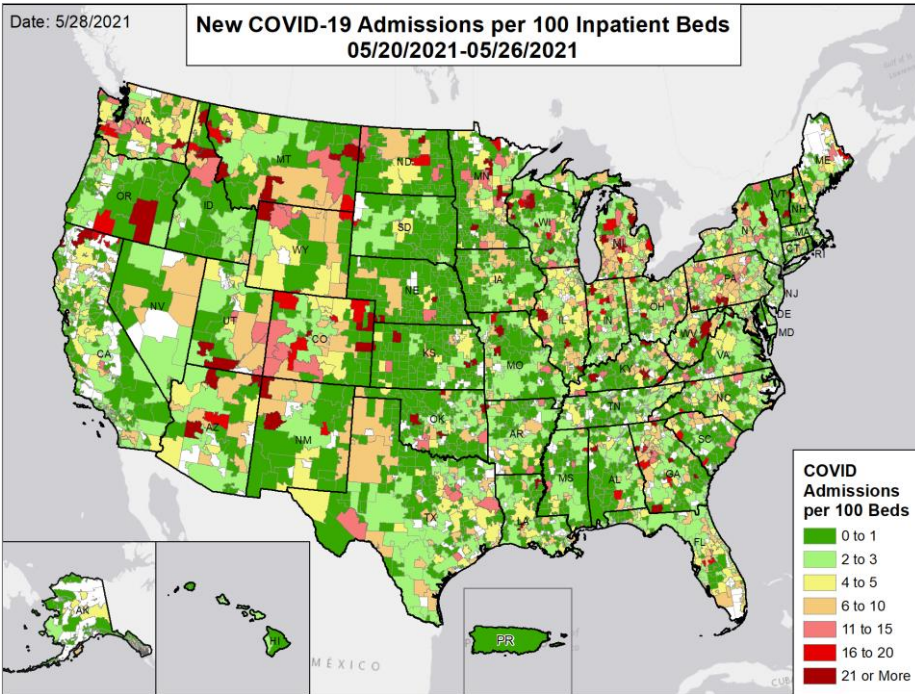 Date: 5/28/2021
New COVID-19 Admissions per 100 Inpatient Beds
05/20/2021-05/26/2021
WA
MT
ND
MN
ME
OR
ID
SD
WI
MI
VT
NH
NY
MA
CT
RI
WY
IA
NE
PA
NJ
NV
UT
CO
IL
IN
OH
DE
MD
CA
KS
MO
WV
VA
KY
AZ
NM
OK
AR
TN
NC
SC
MS
AL
GA
TX
LA
FL
AK
HI
PR
MÉXICO
COVID
Admissions
per 100 Beds
0 to 1
2 to 3
4 to 5
6 to 10
11 to 15
16 to 20
21 or More